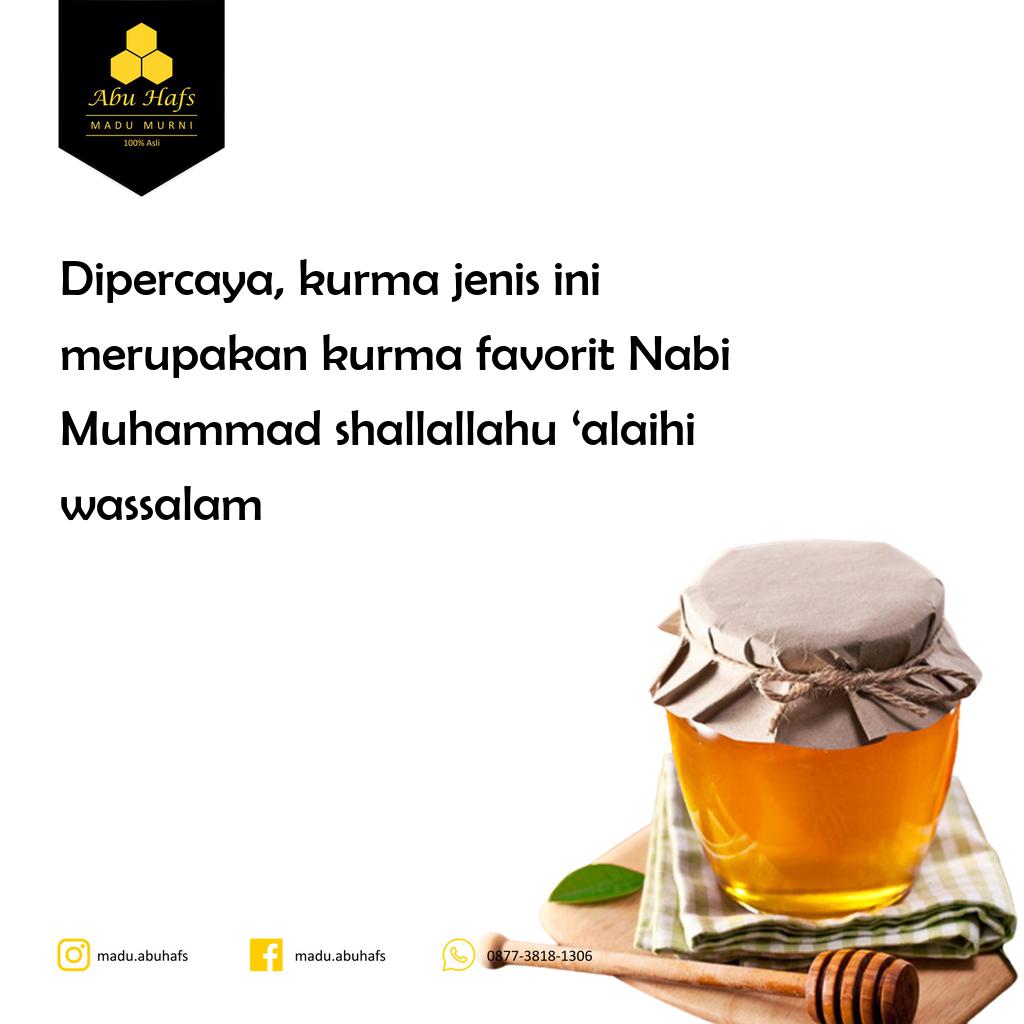 Abu Hafs
MADU MURNI
100% Asli
Dipercaya, kurma jenis ini
merupakan kurma favorit Nabi
Muhammad shallallahu ‘alaihi
wassalam
madu.abuhafs
madu.abuhafs
0877-3818-1306